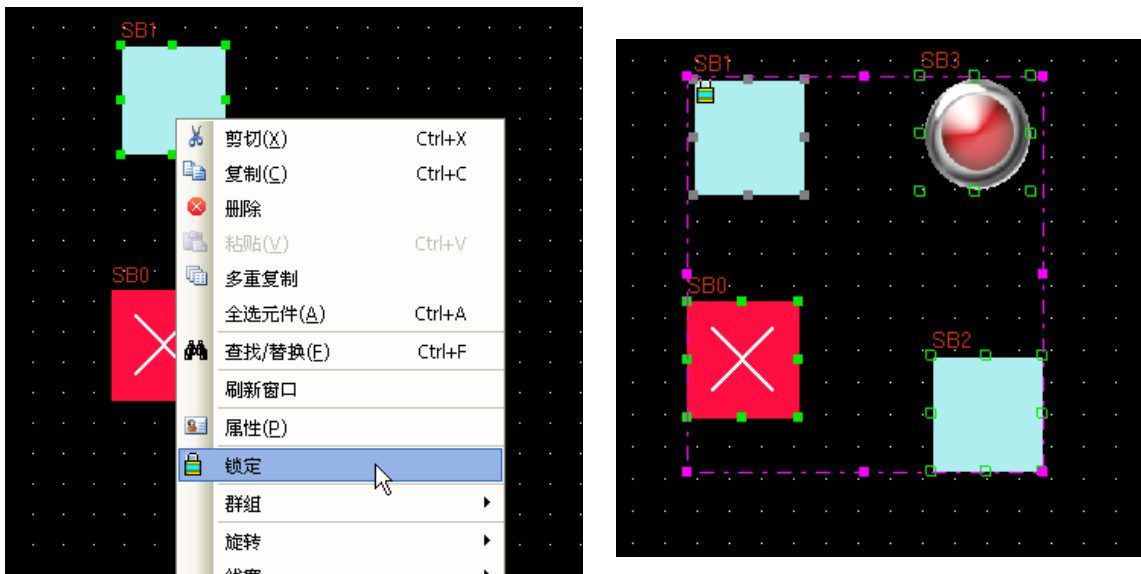 SB1
剪切(X) Ctrl+X
复制(C) Ctrl+C
删除
粘贴(V) Ctrl+V
SB0
多重复制
全选元件(A) Ctrl+A
查找/替换(F) Ctrl+F
刷新窗口
属性(P)
锁定
群组
旋转
SB1
SB3
SB0
SB2